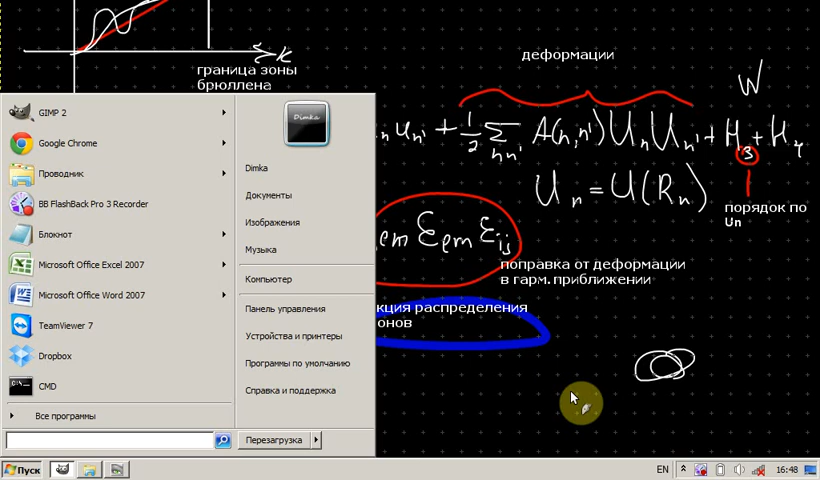 k
деформации
граница зоны
брюллена
W
+ 1/2 Σ nn' A(n,n') Un Un' + H3 + H4
Un = U(Rn)
порядок по
Un
εem εij
поправка от деформации
в гарм. приближении
кция распределения
онов
GIMP 2
Google Chrome
Проводник
BB FlashBack Pro 3 Recorder
Блокнот
Microsoft Office Excel 2007
Microsoft Office Word 2007
TeamViewer 7
Dropbox
CMD
Все программы
Dimka
Dimka
Документы
Изображения
Музыка
Компьютер
Панель управления
Устройства и принтеры
Программы по умолчанию
Справка и поддержка
Перезагрузка
Пуск
EN
16:48